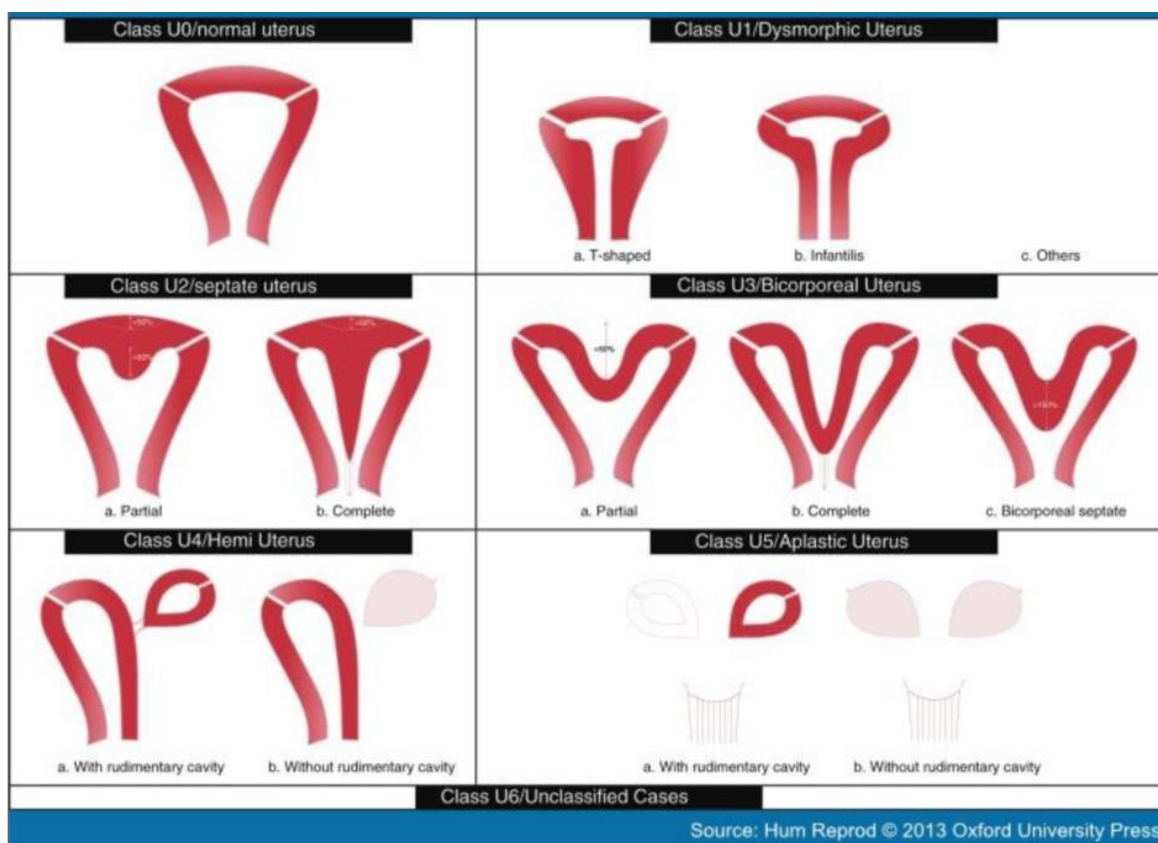 Class U0/normal uterus
Class U1/Dysmorphic Uterus
a. T-shaped
b. Infantilis
c. Others
Class U2/septate uterus
a. Partial
b. Complete
Class U3/Bicorporeal Uterus
a. Partial
b. Complete
c. Bicorporeal septate
Class U4/Hemi Uterus
a. With rudimentary cavity
b. Without rudimentary cavity
Class U5/Aplastic Uterus
a. With rudimentary cavity
b. Without rudimentary cavity
Class U6/Unclassified Cases
Source: Hum Reprod © 2013 Oxford University Press